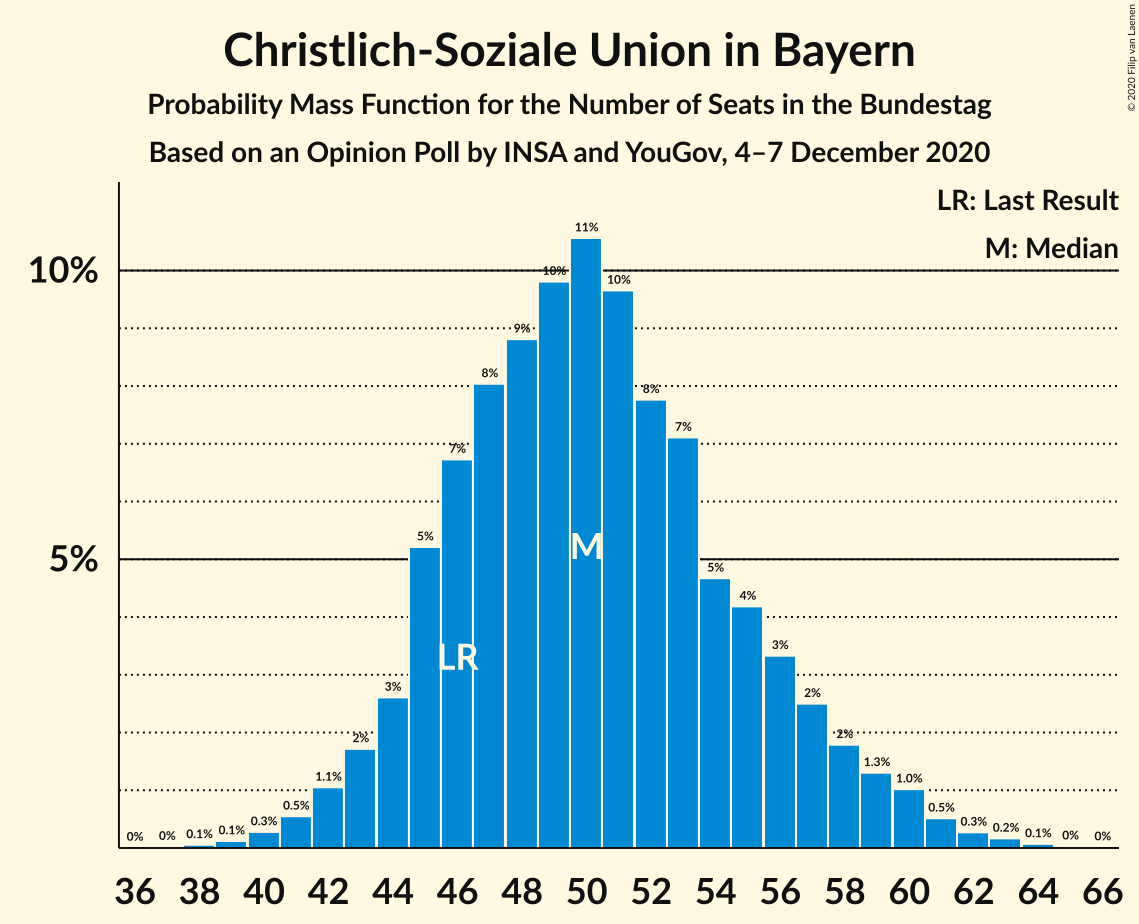 Christlich-Soziale Union in Bayern
Probability Mass Function for the Number of Seats in the Bundestag
Based on an Opinion Poll by INSA and YouGov, 4–7 December 2020
© 2020 Filip van Laenen
LR: Last Result
M: Median
10%
5%
0% 0% 0.1% 0.1% 0.3% 0.5% 1.1% 2% 3% 5% 7% 8% 9% 10% 11% 10% 8% 7% 5% 4% 3% 2% 2% 1.3% 1.0% 0.5% 0.3% 0.2% 0.1% 0% 0%
M
LR
36 38 40 42 44 46 48 50 52 54 56 58 60 62 64 66